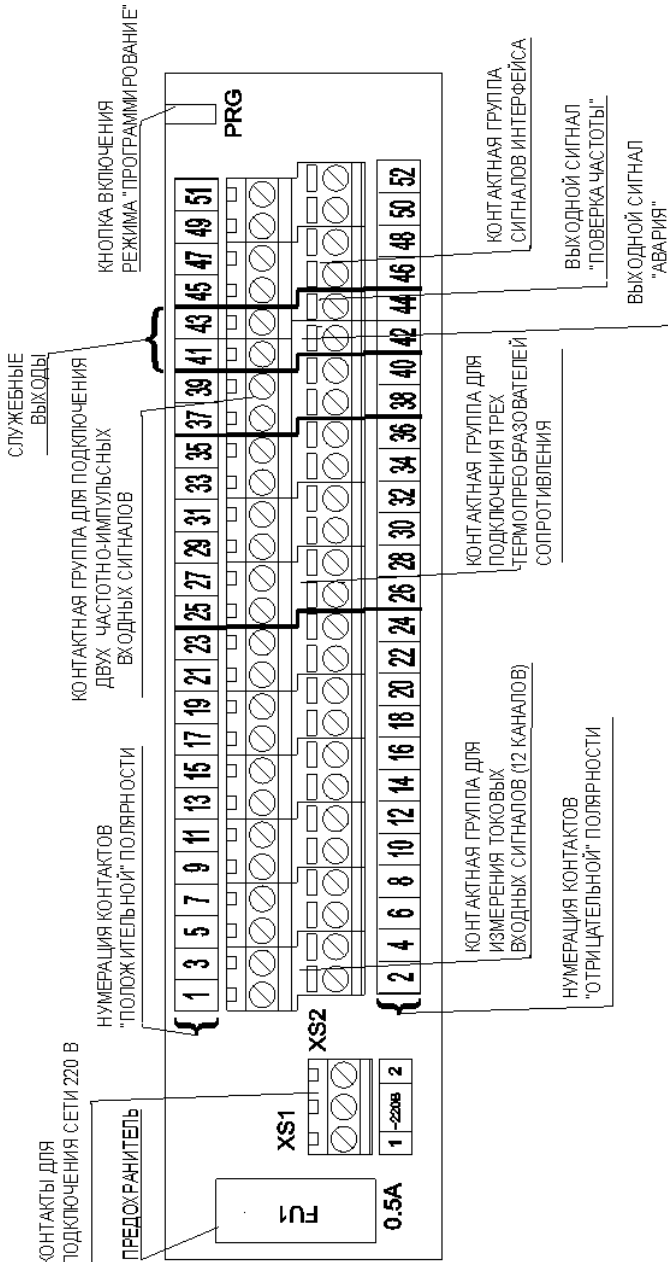 СЛУЖЕБНЫЕ
ВЫХОДЫ
КНОПКА ВКЛЮЧЕНИЯ
РЕЖИМА "ПРОГРАММИРОВАНИЕ"
КОНТАКТНАЯ ГРУППА ДЛЯ ПОДКЛЮЧЕНИЯ
ДВУХ ЧАСТОТНО-ИМПУЛЬСНЫХ
ВХОДНЫХ СИГНАЛОВ
НУМЕРАЦИЯ КОНТАКТОВ
"ПОЛОЖИТЕЛЬНОЙ" ПОЛЯРНОСТИ
КОНТАКТЫ ДЛЯ
ПОДКЛЮЧЕНИЯ СЕТИ 220 В
ПРЕДОХРАНИТЕЛЬ
1 3 5 7 9 11 13 15 17 19 21 23 25 27 29 31 33 35 37 39 41 43 45 47 49 51
PRG
XS1
XS2
FU1
0.5А
1 ~220В 2
2 4 6 8 10 12 14 16 18 20 22 24 26 28 30 32 34 36 38 40 42 44 46 48 50 52
КОНТАКТНАЯ ГРУППА ДЛЯ
ИЗМЕРЕНИЯ ТОКОВЫХ
ВХОДНЫХ СИГНАЛОВ (12 КАНАЛОВ)
НУМЕРАЦИЯ КОНТАКТОВ
"ОТРИЦАТЕЛЬНОЙ" ПОЛЯРНОСТИ
КОНТАКТНАЯ ГРУППА ДЛЯ
ПОДКЛЮЧЕНИЯ ТРЕХ
ТЕРМОПРЕОБРАЗОВАТЕЛЕЙ
СОПРОТИВЛЕНИЯ
КОНТАКТНАЯ ГРУППА
СИГНАЛОВ ИНТЕРФЕЙСА
ВЫХОДНОЙ СИГНАЛ
"ПОВЕРКА ЧАСТОТЫ"
ВЫХОДНОЙ СИГНАЛ
"АВАРИЯ"